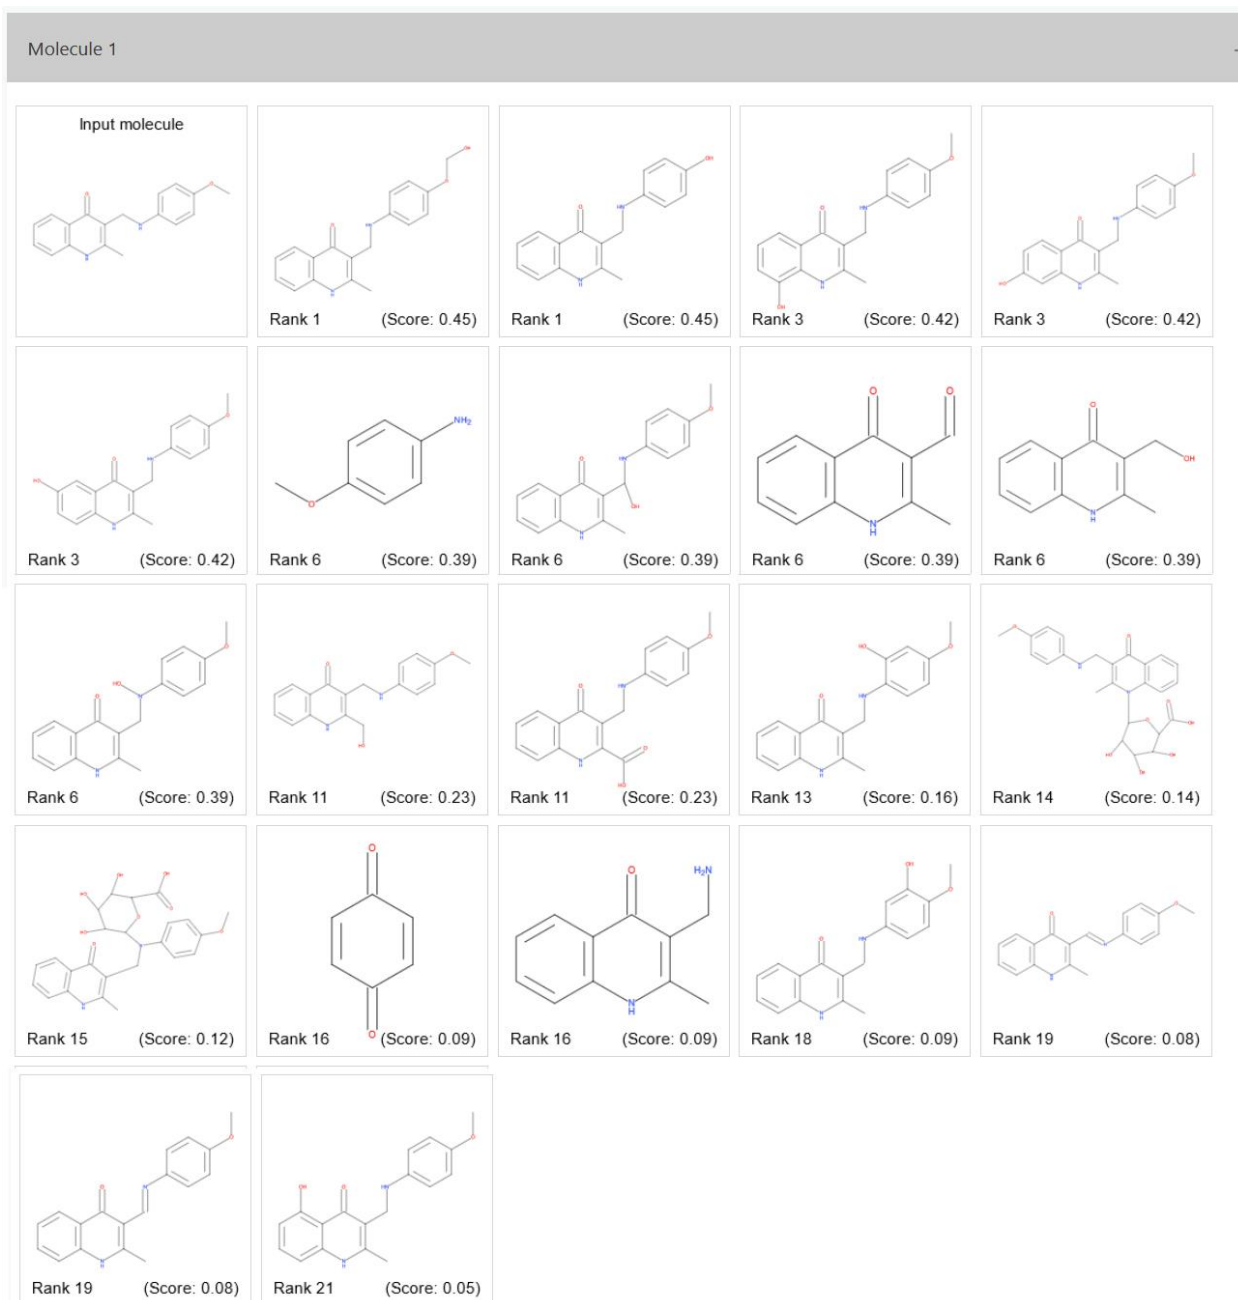 Molecule 1
Input molecule
Rank 1 (Score: 0.45)
Rank 1 (Score: 0.45)
Rank 3 (Score: 0.42)
Rank 3 (Score: 0.42)
Rank 3 (Score: 0.42)
Rank 6 (Score: 0.39)
Rank 6 (Score: 0.39)
Rank 6 (Score: 0.39)
Rank 6 (Score: 0.39)
Rank 6 (Score: 0.39)
Rank 11 (Score: 0.23)
Rank 11 (Score: 0.23)
Rank 13 (Score: 0.16)
Rank 14 (Score: 0.14)
Rank 15 (Score: 0.12)
Rank 16 (Score: 0.09)
Rank 16 (Score: 0.09)
Rank 18 (Score: 0.09)
Rank 19 (Score: 0.08)
Rank 19 (Score: 0.08)
Rank 21 (Score: 0.05)